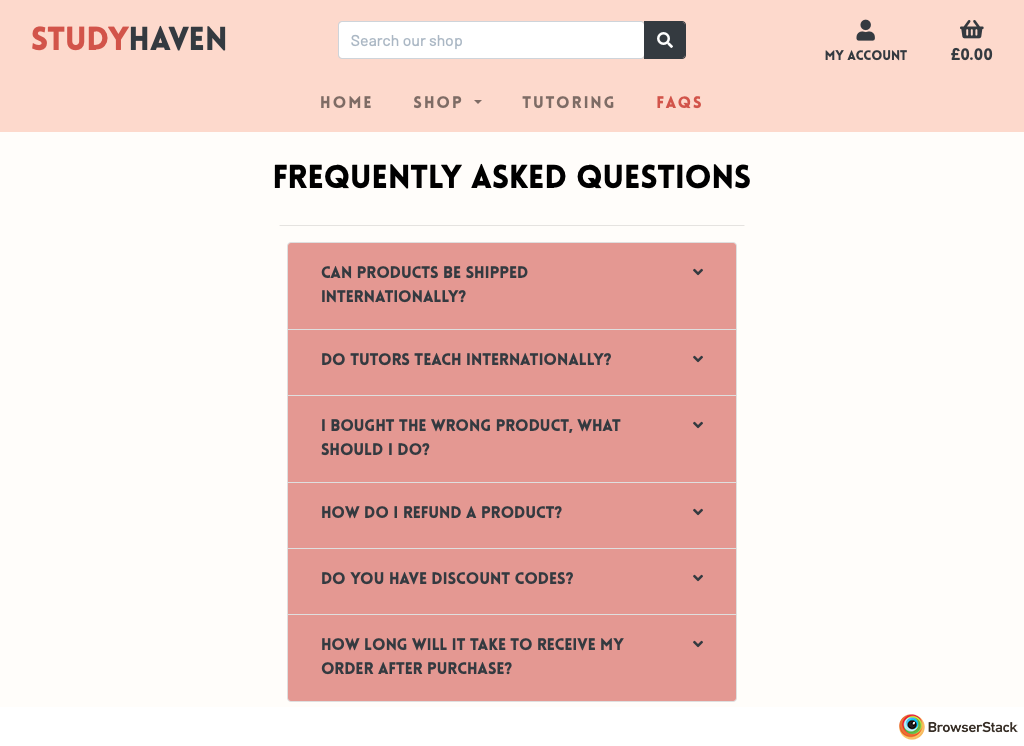 STUDYHAVEN
Search our shop
MY ACCOUNT
£0.00
HOME
SHOP
TUTORING
FAQS
FREQUENTLY ASKED QUESTIONS
CAN PRODUCTS BE SHIPPED
INTERNATIONALLY?
DO TUTORS TEACH INTERNATIONALLY?
I BOUGHT THE WRONG PRODUCT, WHAT
SHOULD I DO?
HOW DO I REFUND A PRODUCT?
DO YOU HAVE DISCOUNT CODES?
HOW LONG WILL IT TAKE TO RECEIVE MY
ORDER AFTER PURCHASE?
BrowserStack